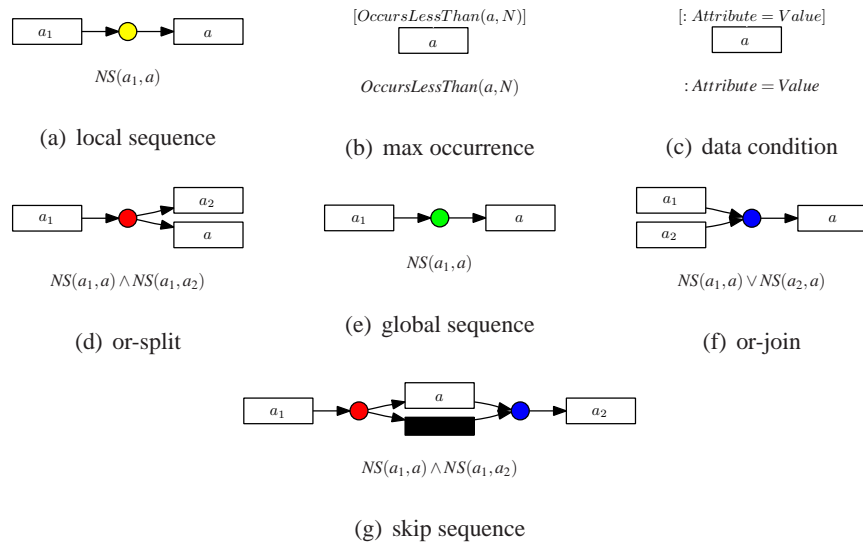 a₁ a
NS(a₁,a)
(a) local sequence
[OccursLessThan(a,N)]
a
OccursLessThan(a,N)
(b) max occurrence
[: Attribute = Value]
a
: Attribute = Value
(c) data condition
a₁ a₂
a
NS(a₁,a) ∧ NS(a₁,a₂)
(d) or-split
a₁ a
NS(a₁,a)
(e) global sequence
a₁
a₂ a
NS(a₁,a) ∨ NS(a₂,a)
(f) or-join
a₁ a a₂
NS(a₁,a) ∧ NS(a₁,a₂)
(g) skip sequence